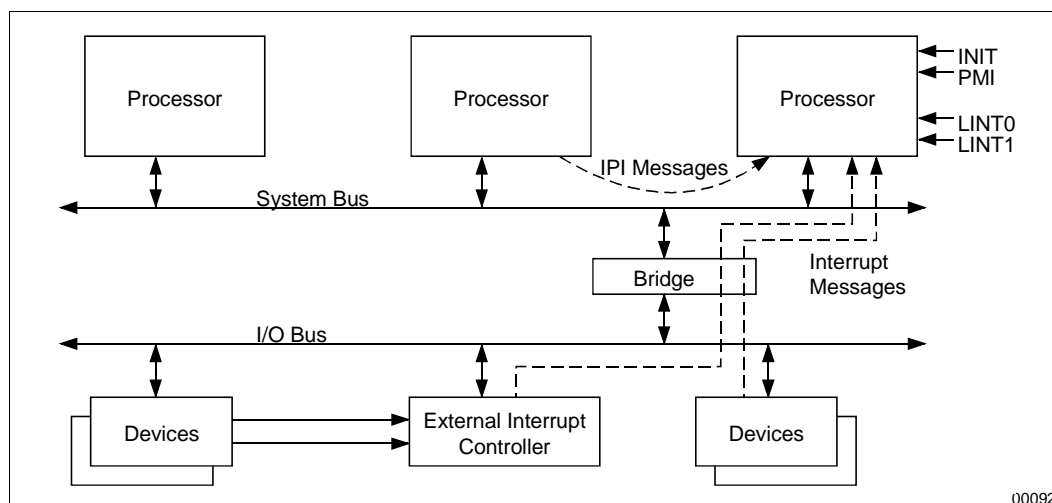 Processor
Processor
Processor
INIT
PMI
LINT0
LINT1
IPI Messages
System Bus
Bridge
Interrupt
Messages
I/O Bus
Devices
External Interrupt
Controller
Devices
00092